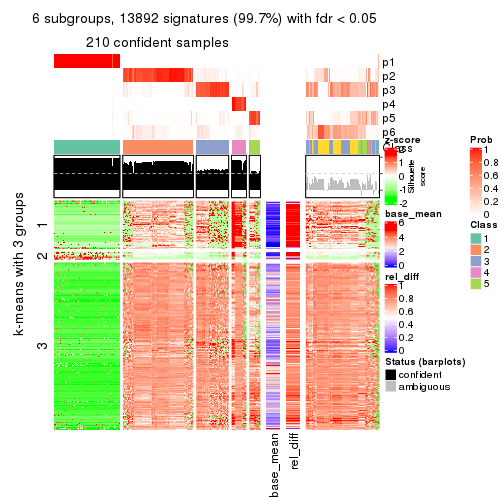 6 subgroups, 13892 signatures (99.7%) with fdr < 0.05
210 confident samples
p1
p2
p3
p4
p5
p6
Class
Silhouette
score
k-means with 3 groups
1
2
3
base_mean
rel_diff
z-score
2
1
0
-1
-2
base_mean
6
4
2
0
rel_diff
1
0.8
0.6
0.4
0.2
0
Status (barplots)
confident
ambiguous
Prob
1
0.8
0.6
0.4
0.2
0
Class
1
2
3
4
5